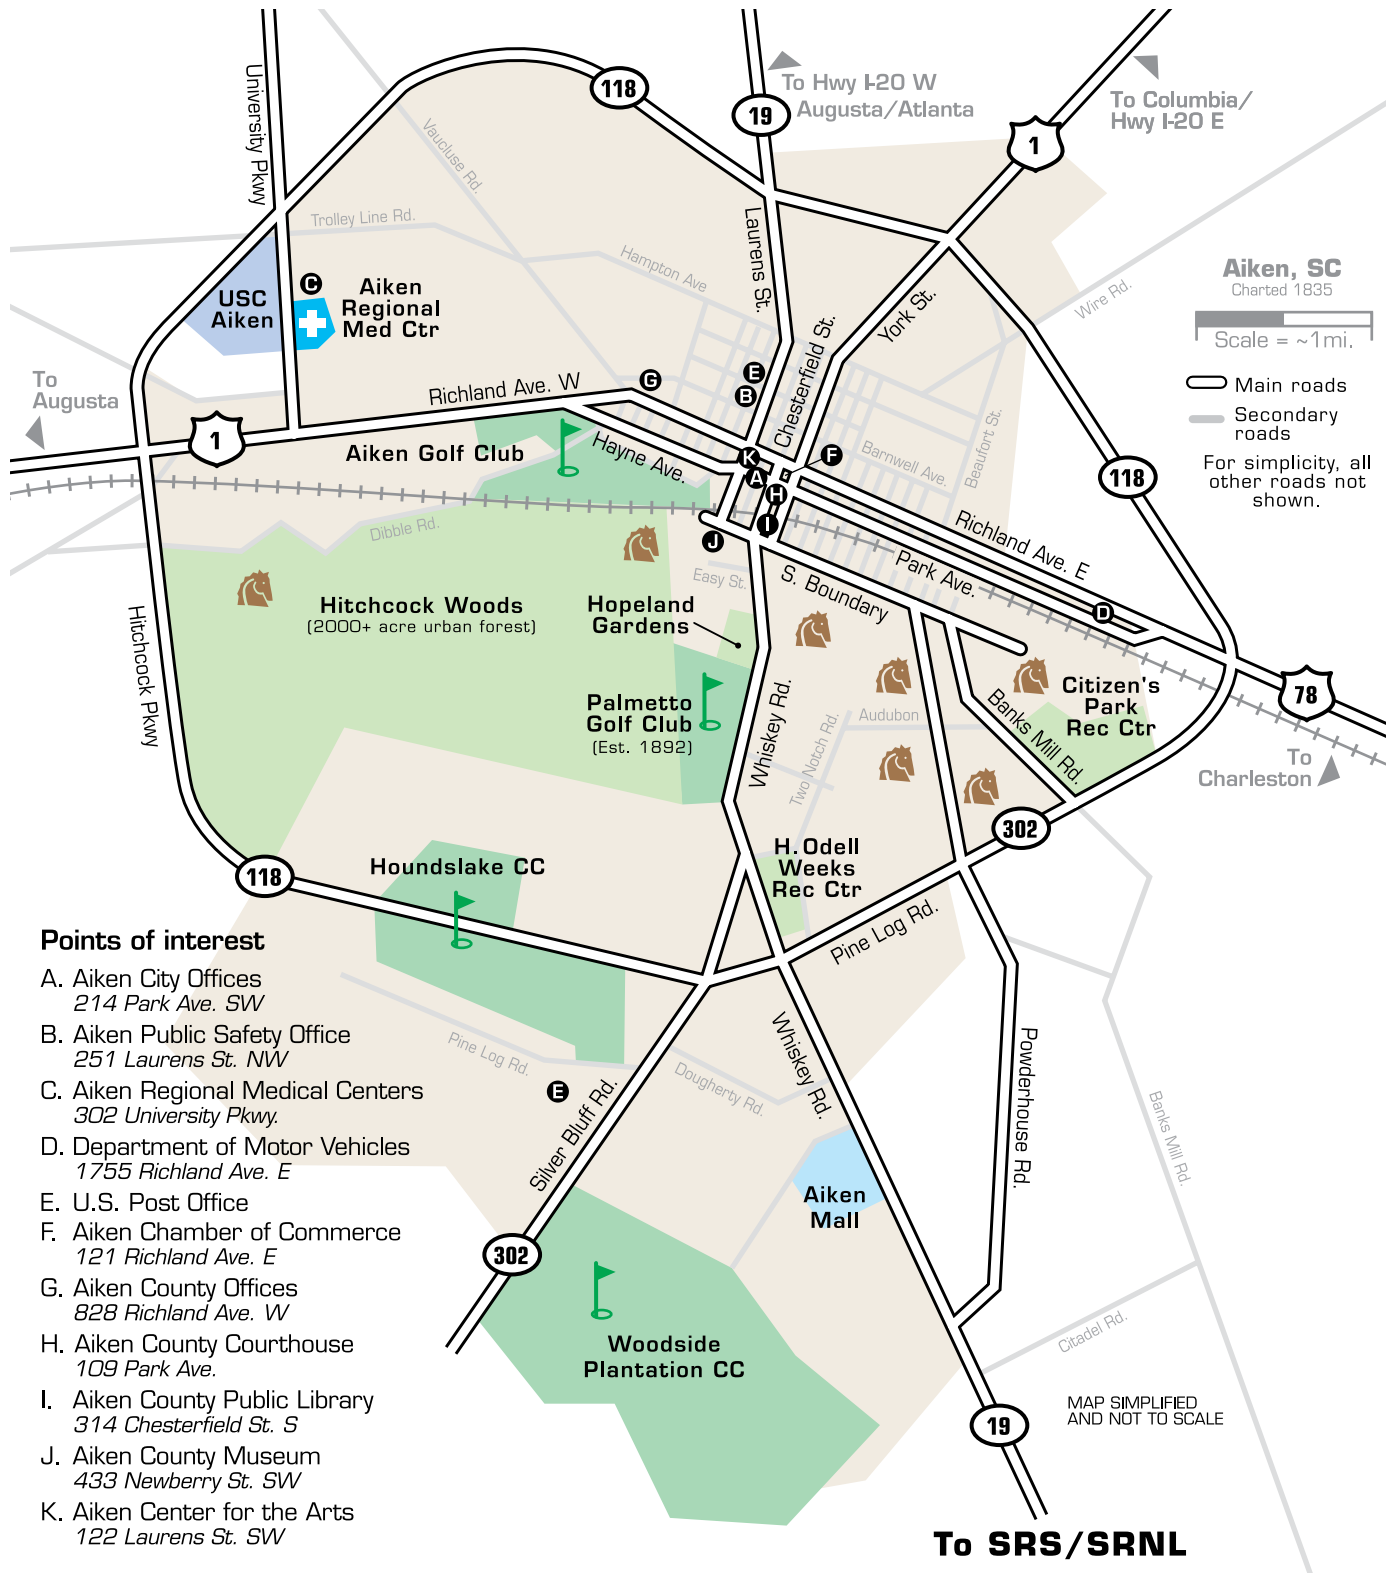 118
19
To Hwy I-20 W
Augusta/Atlanta
To Columbia/
Hwy I-20 E
1
University Pkwy
Vaucluse Rd.
Trolley Line Rd.
Hampton Ave
Laurens St.
Chesterfield St.
York St.
Wire Rd.
Aiken, SC
Charted 1835
Scale = ~1mi.
Main roads
Secondary
roads
For simplicity, all
other roads not
shown.
USC
Aiken
C
Aiken
Regional
Med Ctr
To
Augusta
1
Richland Ave. W
G
E
B
Aiken Golf Club
Hayne Ave.
K
A
F
H
I
J
Barnwell Ave.
Beaufort St.
118
Dibble Rd.
Richland Ave. E
Park Ave.
S. Boundary
Easy St.
D
Hitchcock Pkwy
Hitchcock Woods
(2000+ acre urban forest)
Hopeland
Gardens
Palmetto
Golf Club
(Est. 1892)
Whiskey Rd.
Two Notch Rd.
Audubon
Banks Mill Rd.
Citizen's
Park
Rec Ctr
78
To
Charleston
302
H. Odell
Weeks
Rec Ctr
118
Houndslake CC
Pine Log Rd.
Pine Log Rd.
E
Dougherty Rd.
Whiskey Rd.
Silver Bluff Rd.
Powderhouse Rd.
Banks Mill Rd.
Aiken
Mall
302
Woodside
Plantation CC
Citadel Rd.
19
MAP SIMPLIFIED
AND NOT TO SCALE
To SRS/SRNL
Points of interest
A. Aiken City Offices
214 Park Ave. SW
B. Aiken Public Safety Office
251 Laurens St. NW
C. Aiken Regional Medical Centers
302 University Pkwy.
D. Department of Motor Vehicles
1755 Richland Ave. E
E. U.S. Post Office
F. Aiken Chamber of Commerce
121 Richland Ave. E
G. Aiken County Offices
828 Richland Ave. W
H. Aiken County Courthouse
109 Park Ave.
I. Aiken County Public Library
314 Chesterfield St. S
J. Aiken County Museum
433 Newberry St. SW
K. Aiken Center for the Arts
122 Laurens St. SW